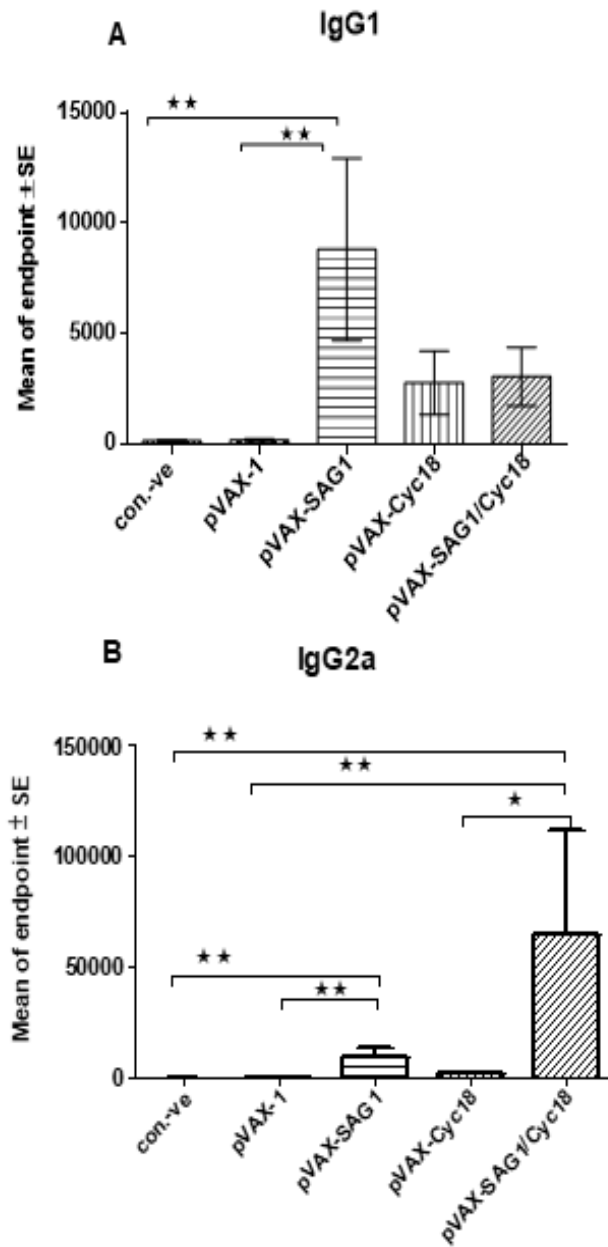 A
IgG1
★★
★★
Mean of endpoint ±SE
15000
10000
5000
0
con.-ve
pVAX-1
pVAX-SAG1
pVAX-Cyc18
pVAX-SAG1/Cyc18
B
IgG2a
★★
★★
★
★★
★★
Mean of endpoint ± SE
150000
100000
50000
0
con.-ve
pVAX-1
pVAX-SAG1
pVAX-Cyc18
pVAX-SAG1/Cyc18